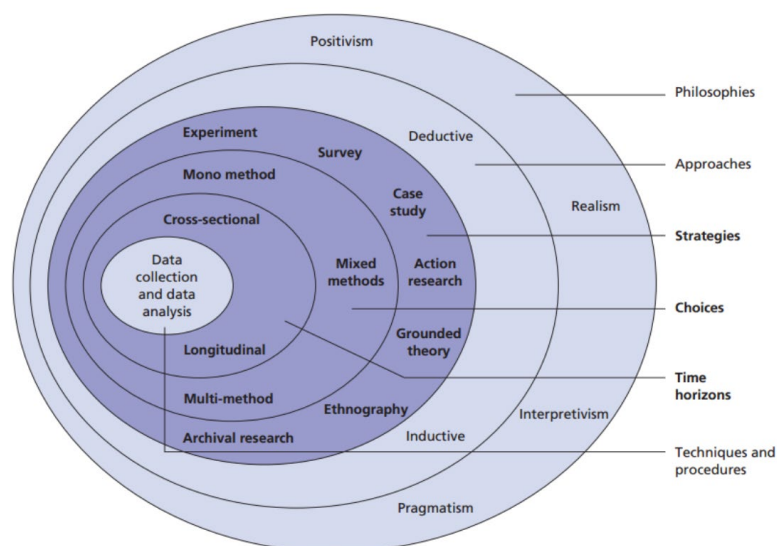 Positivism
Philosophies
Experiment
Deductive
Survey
Mono method
Approaches
Case
study
Realism
Cross-sectional
Strategies
Data
collection
and data
analysis
Mixed
methods
Action
research
Choices
Grounded
theory
Longitudinal
Time
horizons
Multi-method
Ethnography
Interpretivism
Archival research
Inductive
Techniques and
procedures
Pragmatism